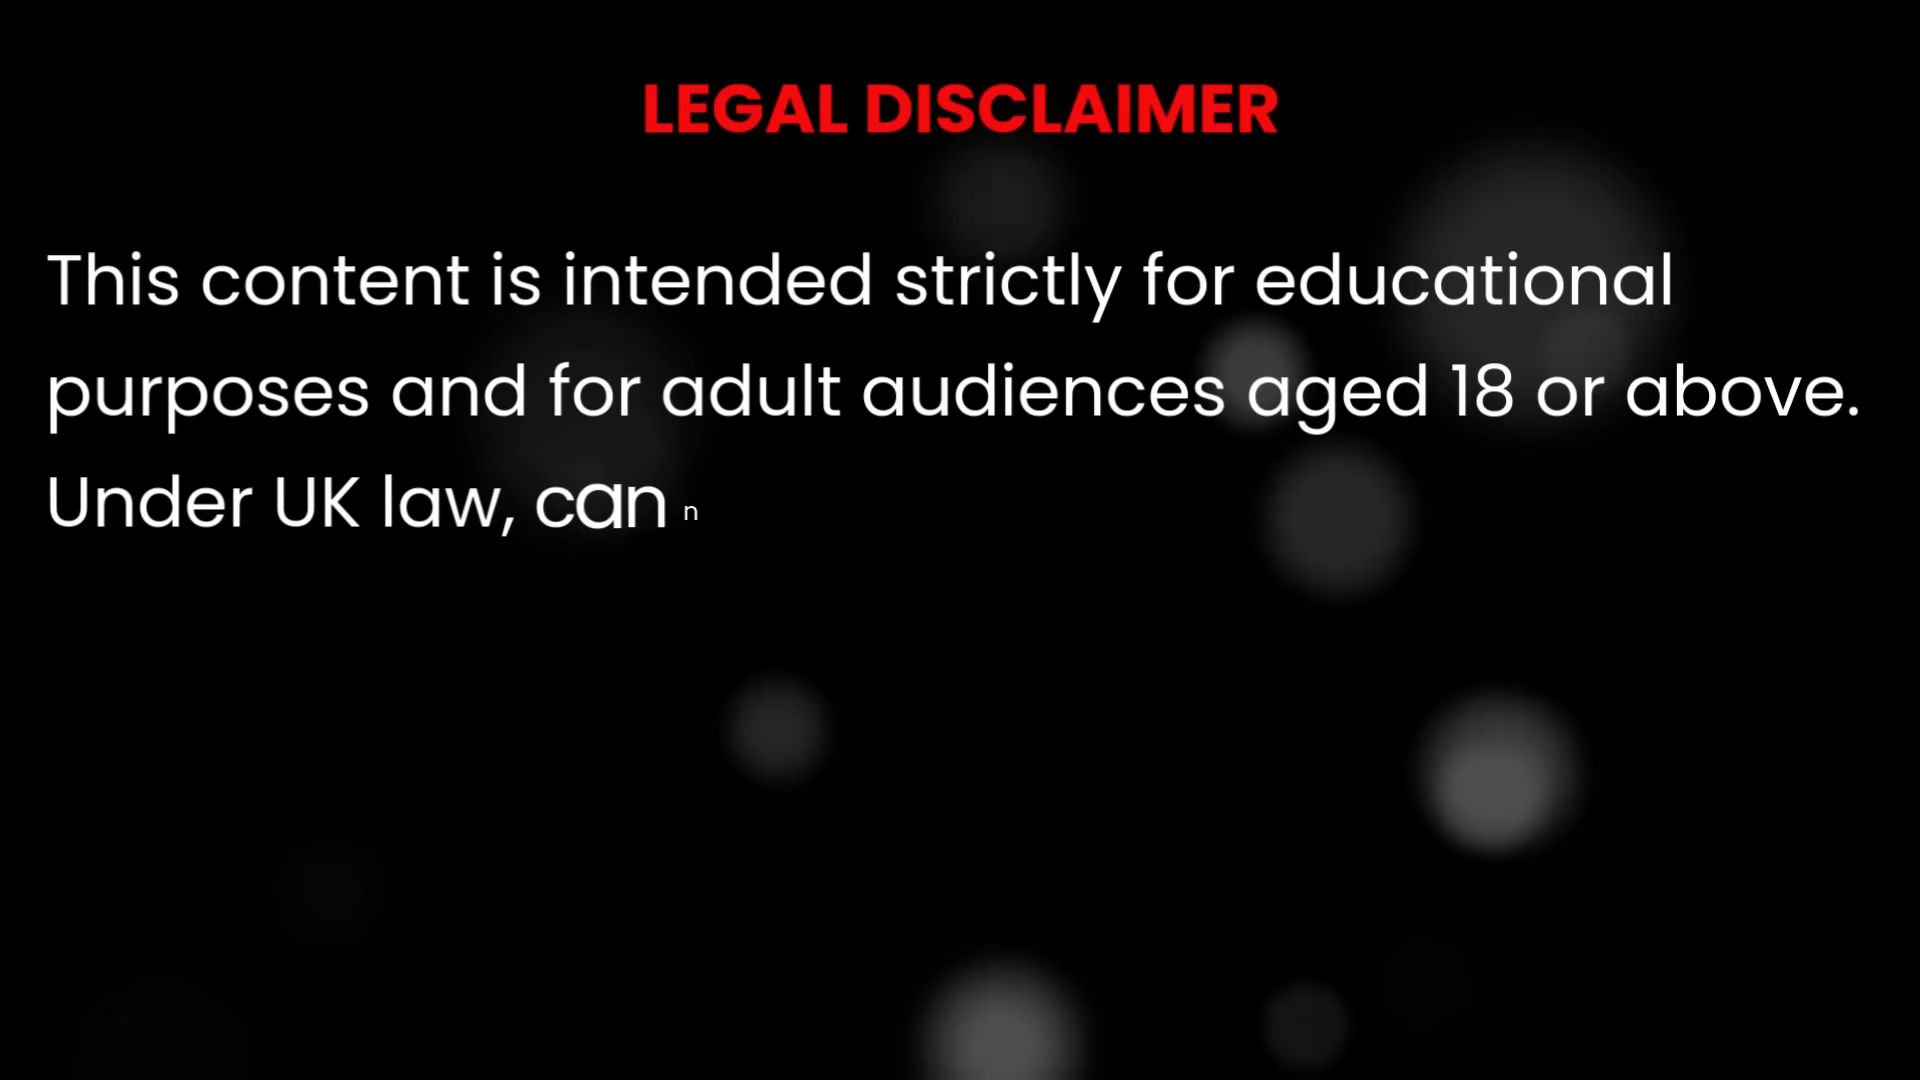 LEGAL DISCLAIMER
This content is intended strictly for educational
purposes and for adult audiences aged 18 or above.
Under UK law, can n